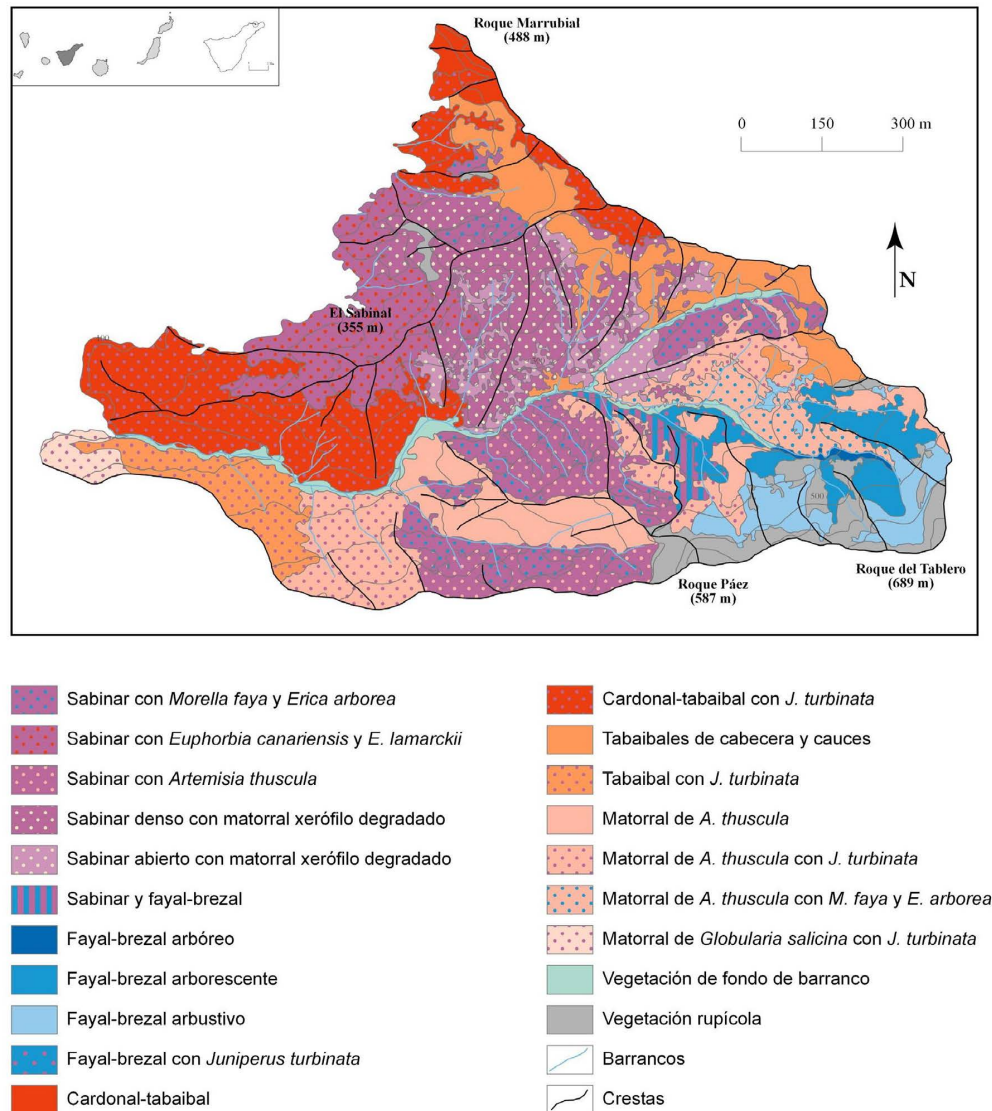 Roque Marrubial
(488 m)
0 150 300 m
N
El Sabinal
(355 m)
500
Roque Páez
(587 m)
Roque del Tablero
(689 m)
Sabinar con Morella faya y Erica arborea
Sabinar con Euphorbia canariensis y E. lamarckii
Sabinar con Artemisia thuscula
Sabinar denso con matorral xerófilo degradado
Sabinar abierto con matorral xerófilo degradado
Sabinar y fayal-brezal
Fayal-brezal arbóreo
Fayal-brezal arborescente
Fayal-brezal arbustivo
Fayal-brezal con Juniperus turbinata
Cardonal-tabaibal
Cardonal-tabaibal con J. turbinata
Tabaibales de cabecera y cauces
Tabaibal con J. turbinata
Matorral de A. thuscula
Matorral de A. thuscula con J. turbinata
Matorral de A. thuscula con M. faya y E. arborea
Matorral de Globularia salicina con J. turbinata
Vegetación de fondo de barranco
Vegetación rupícola
Barrancos
Crestas